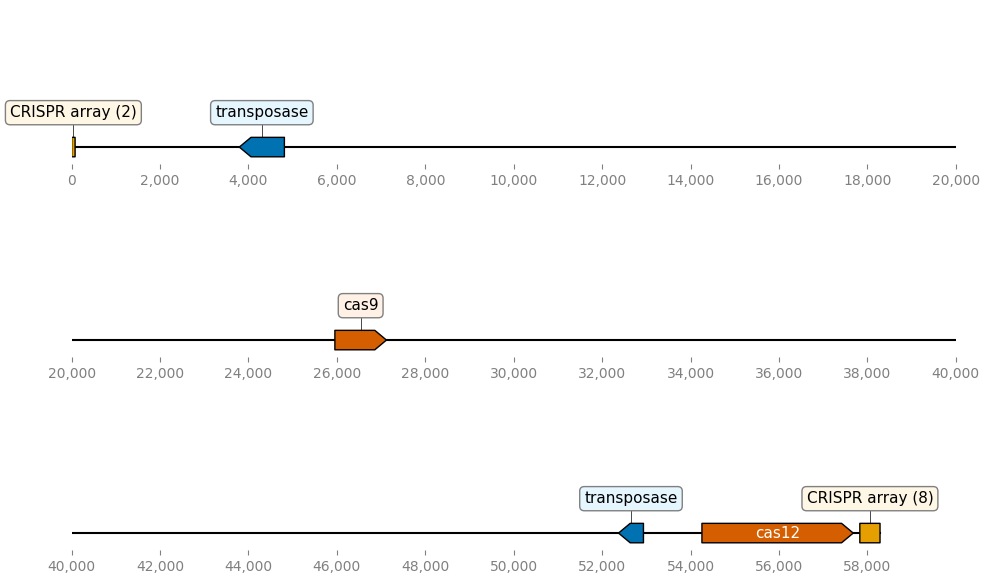 CRISPR array (2) transposase
0 2,000 4,000 6,000 8,000 10,000 12,000 14,000 16,000 18,000 20,000
cas9
20,000 22,000 24,000 26,000 28,000 30,000 32,000 34,000 36,000 38,000 40,000
transposase CRISPR array (8)
cas12
40,000 42,000 44,000 46,000 48,000 50,000 52,000 54,000 56,000 58,000